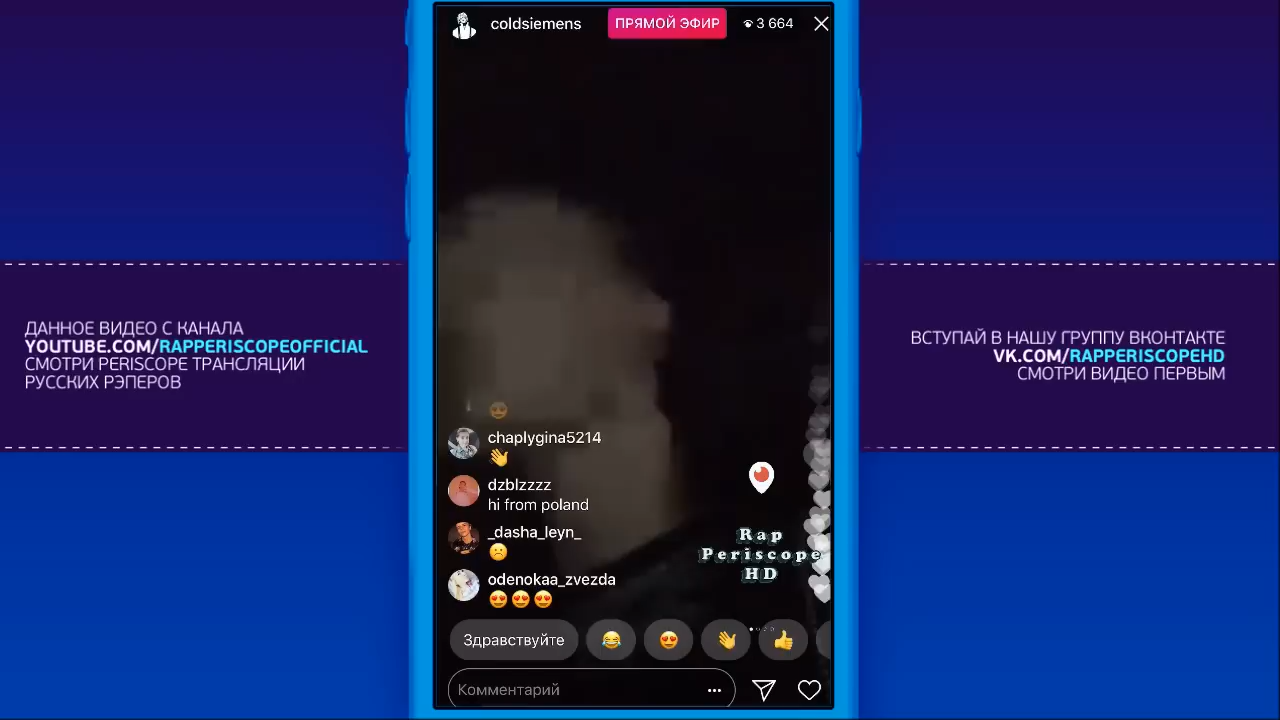 coldsiemens
ПРЯМОЙ ЭФИР
3 664
ДАННОЕ ВИДЕО С КАНАЛА
YOUTUBE.COM/RAPPERISCOPEOFFICIAL
СМОТРИ PERISCOPE ТРАНСЛЯЦИИ
РУССКИХ РЭПЕРОВ
ВСТУПАЙ В НАШУ ГРУППУ ВКОНТАКТЕ
VK.COM/RAPPERISCOPEHD
СМОТРИ ВИДЕО ПЕРВЫМ
chaplygina5214
👋
dzblzzzz
hi from poland
_dasha_leyn_
☹️
odenokaa_zvezda
😍😍😍
Rap
Periscope
HD
Здравствуйте 😂 😍 👋 👍
Комментарий